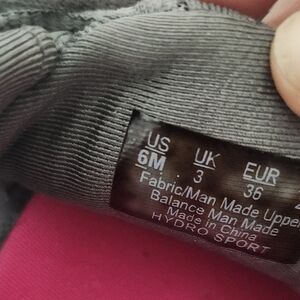 US UK EUR
6M 3 36
Fabric/Man Made Upper
Balance Man Made
Made in China
HYDRO SPORT